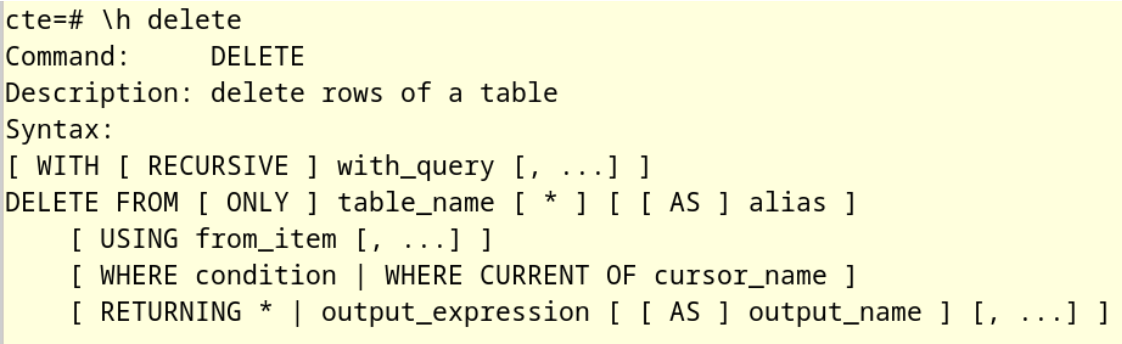 cte=# \h delete
Command:     DELETE
Description: delete rows of a table
Syntax:
[ WITH [ RECURSIVE ] with_query [, ...] ]
DELETE FROM [ ONLY ] table_name [ * ] [ [ AS ] alias ]
    [ USING from_item [, ...] ]
    [ WHERE condition | WHERE CURRENT OF cursor_name ]
    [ RETURNING * | output_expression [ [ AS ] output_name ] [, ...] ]